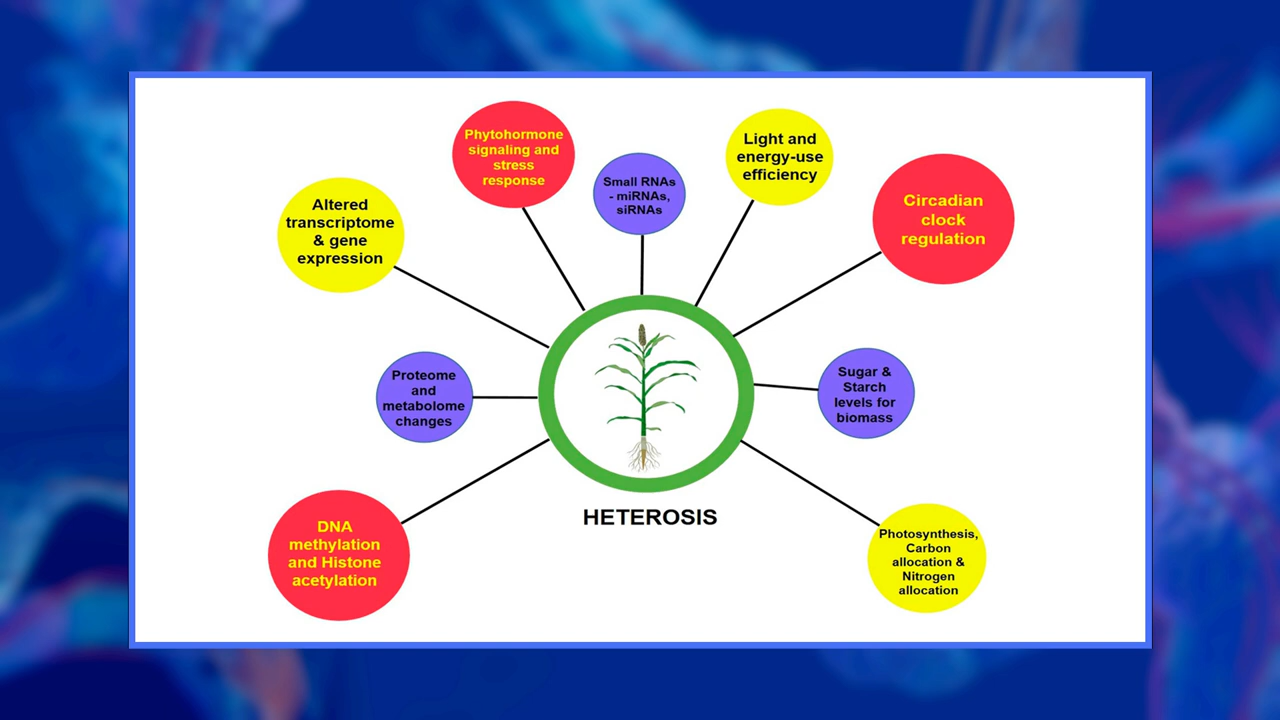 Phytohormone
signaling and
stress
response
Small RNAs
- miRNAs,
siRNAs
Light and
energy-use
efficiency
Circadian
clock
regulation
Altered
transcriptome
& gene
expression
Proteome
and
metabolome
changes
Sugar &
Starch
levels for
biomass
DNA
methylation
and Histone
acetylation
HETEROSIS
Photosynthesis,
Carbon
allocation &
Nitrogen
allocation